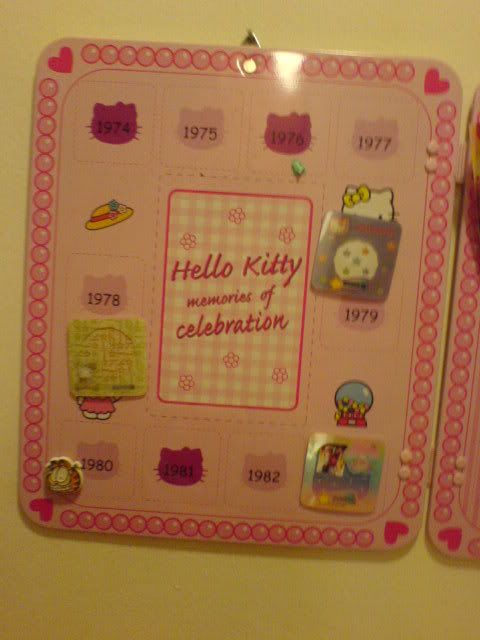 1974 1975 1976 1977
Hello Kitty
memories of
celebration
1978 1979
1980 1981 1982